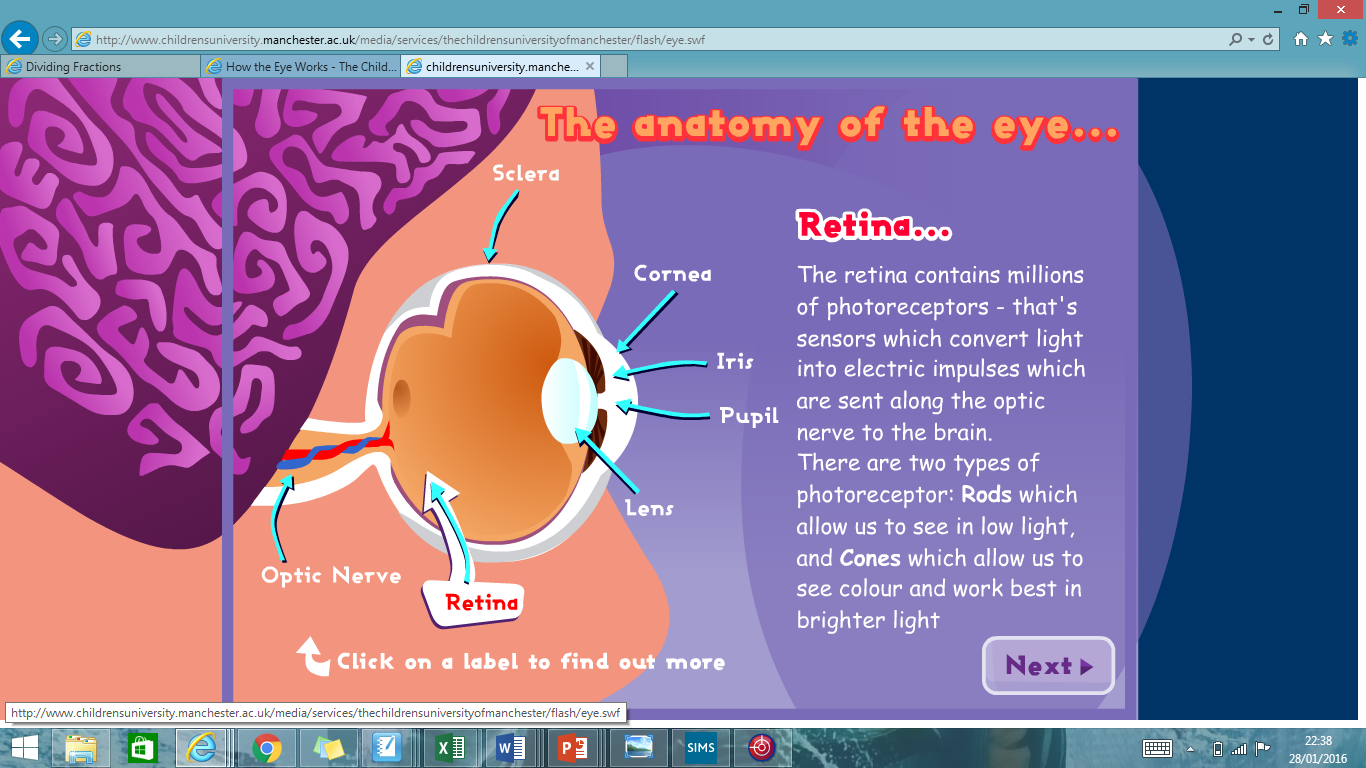 http://www.childrensuniversity.manchester.ac.uk/media/services/thechildrensuniversityofmanchester/flash/eye.swf
Dividing Fractions
How the Eye Works - The Child...
childrensuniversity.manche...
The anatomy of the eye...
Sclera
Cornea
Iris
Pupil
Lens
Optic Nerve
Retina
Click on a label to find out more
Retina...
The retina contains millions
of photoreceptors - that's
sensors which convert light
into electric impulses which
are sent along the optic
nerve to the brain.
There are two types of
photoreceptor: Rods which
allow us to see in low light,
and Cones which allow us to
see colour and work best in
brighter light
Next
http://www.childrensuniversity.manchester.ac.uk/media/services/thechildrensuniversityofmanchester/flash/eye.swf
SIMS
22:38
28/01/2016